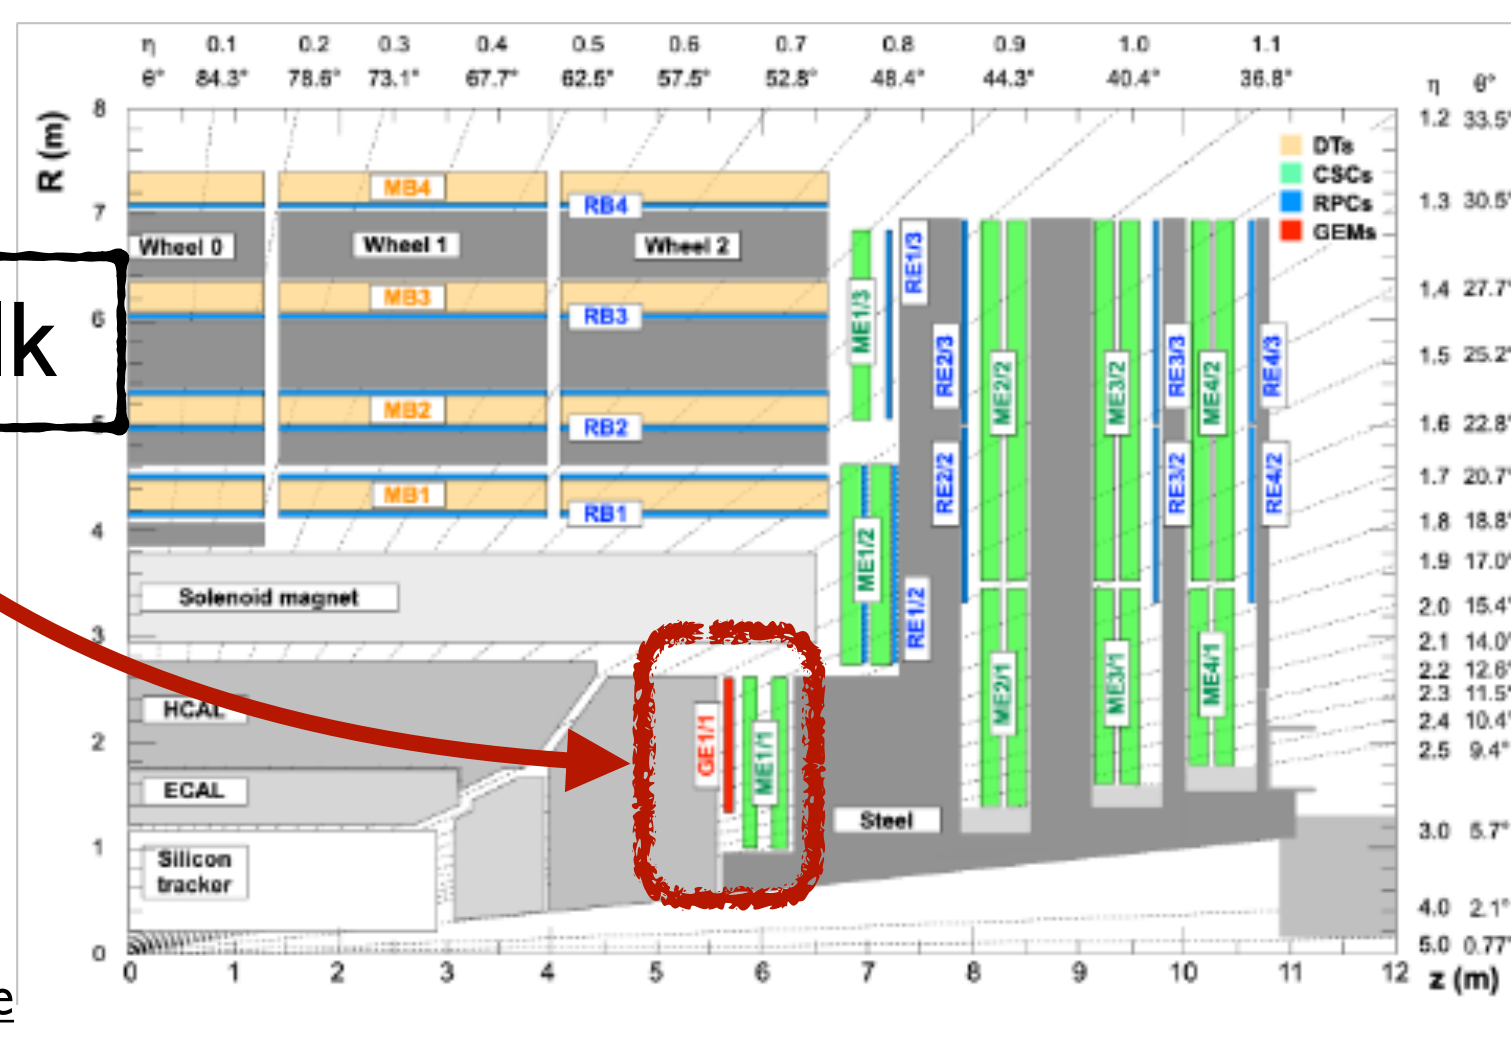 η 0.1 0.2 0.3 0.4 0.5 0.6 0.7 0.8 0.9 1.0 1.1
θ° 84.3° 78.6° 73.1° 67.7° 62.5° 57.5° 52.8° 48.4° 44.3° 40.4° 36.8°
η θ°
R (m)
8
7
6
4
3
2
1
0
1.2 33.5°
1.3 30.5°
1.4 27.7°
1.5 25.2°
1.6 22.8°
1.7 20.7°
1.8 18.8°
1.9 17.0°
2.0 15.4°
2.1 14.0°
2.2 12.6°
2.3 11.5°
2.4 10.4°
2.5 9.4°
3.0 5.7°
4.0 2.1°
5.0 0.77°
DTs
CSCs
RPCs
GEMs
MB4
RB4
Wheel 0
Wheel 1
Wheel 2
MB3
RB3
MB2
RB2
MB1
RB1
Solenoid magnet
HCAL
ECAL
Silicon
tracker
Steel
GE1/1
ME1/1
ME1/2
ME1/3
RE1/3
RE1/2
RE2/3
RE2/2
ME2/2
ME2/1
ME3/2
ME3/1
RE3/3
RE3/2
ME4/2
ME4/1
RE4/3
RE4/2
0 1 2 3 4 5 6 7 8 9 10 11 12
z (m)